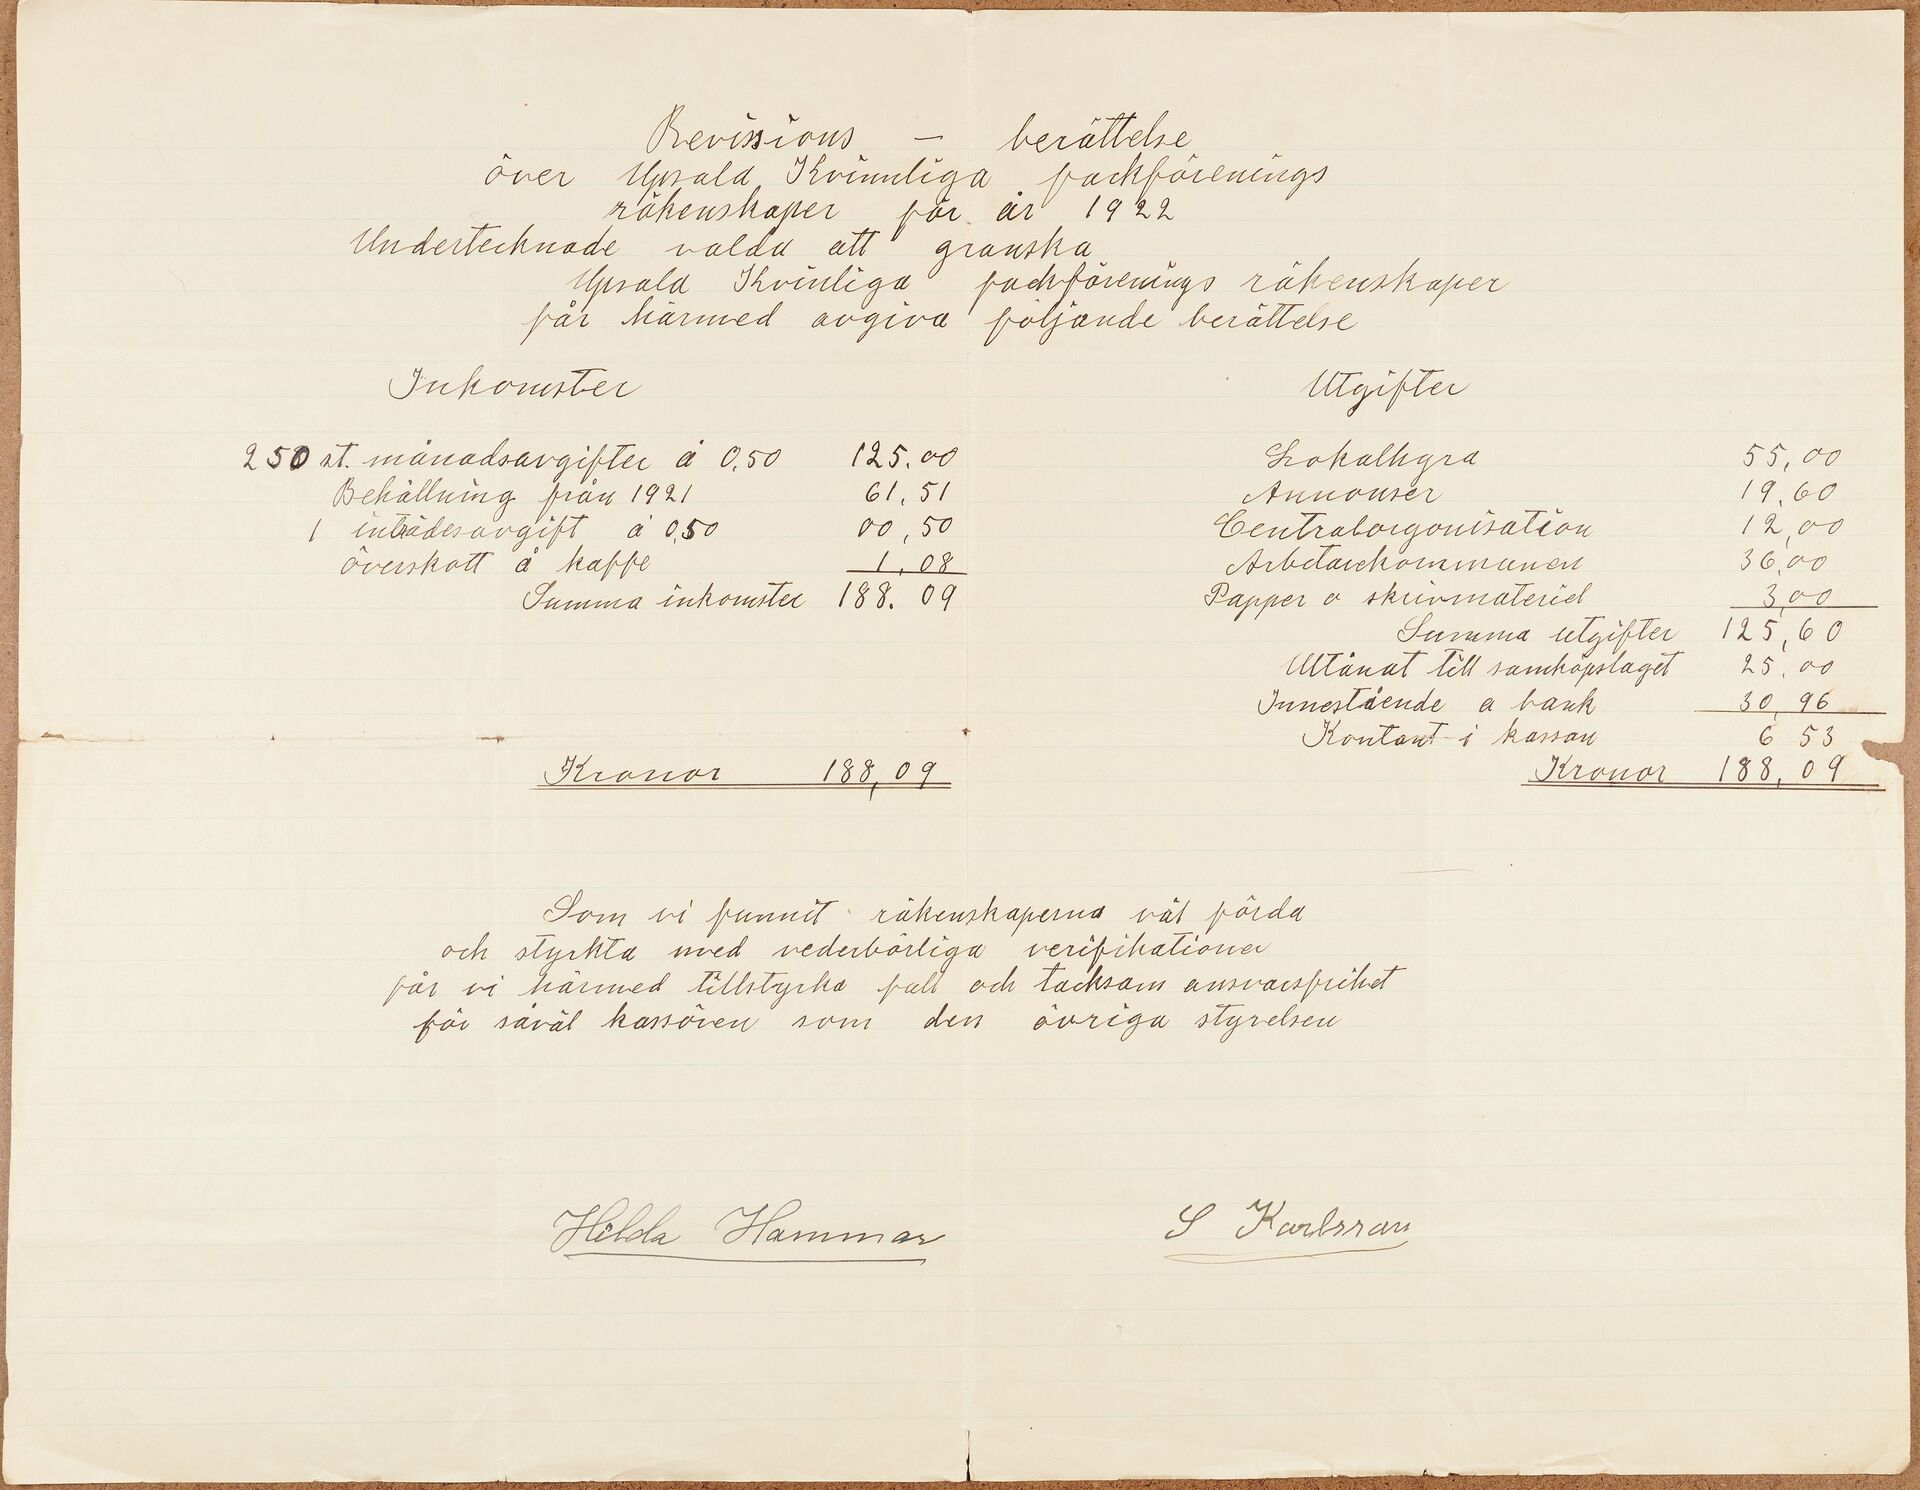 Revissions - berättelse
över Upsala Kvinnliga fackförenings
räkenskaper för år 1922
Undertecknade valda att granska
Upsala Kvinliga fackförenings räkenskaper
får härmed avgiva följande berättelse
Inkomster Utgifter
250 st. månadsavgifter á 0,50 125.00 Lokalhyra 55,00
Behållning från 1921 61,51 Annonser 19,60
1 inträdesavgift á 0,50 00,50 Centralorgonisation 12,00
överskott å kaffe 1,08 Arbetarekommunen 36,00
Summa inkomster 188.09 Papper o skrivmateriel 3,00
Summa utgifter 125,60
Utlånat till samköpslaget 25.00
Innestående a bank 30,96
Kontant i kassan 6 53
Kronor 188,09 Kronor 188,09
Som vi funnit räkenskaperna väl förda
och styrkta med vederbörliga verifikationer
får vi härmed tillstyrka full och tacksam ansvarsfrihet
för såväl kassören som den övriga styrelsen
Hilda Hammar S Karlsson